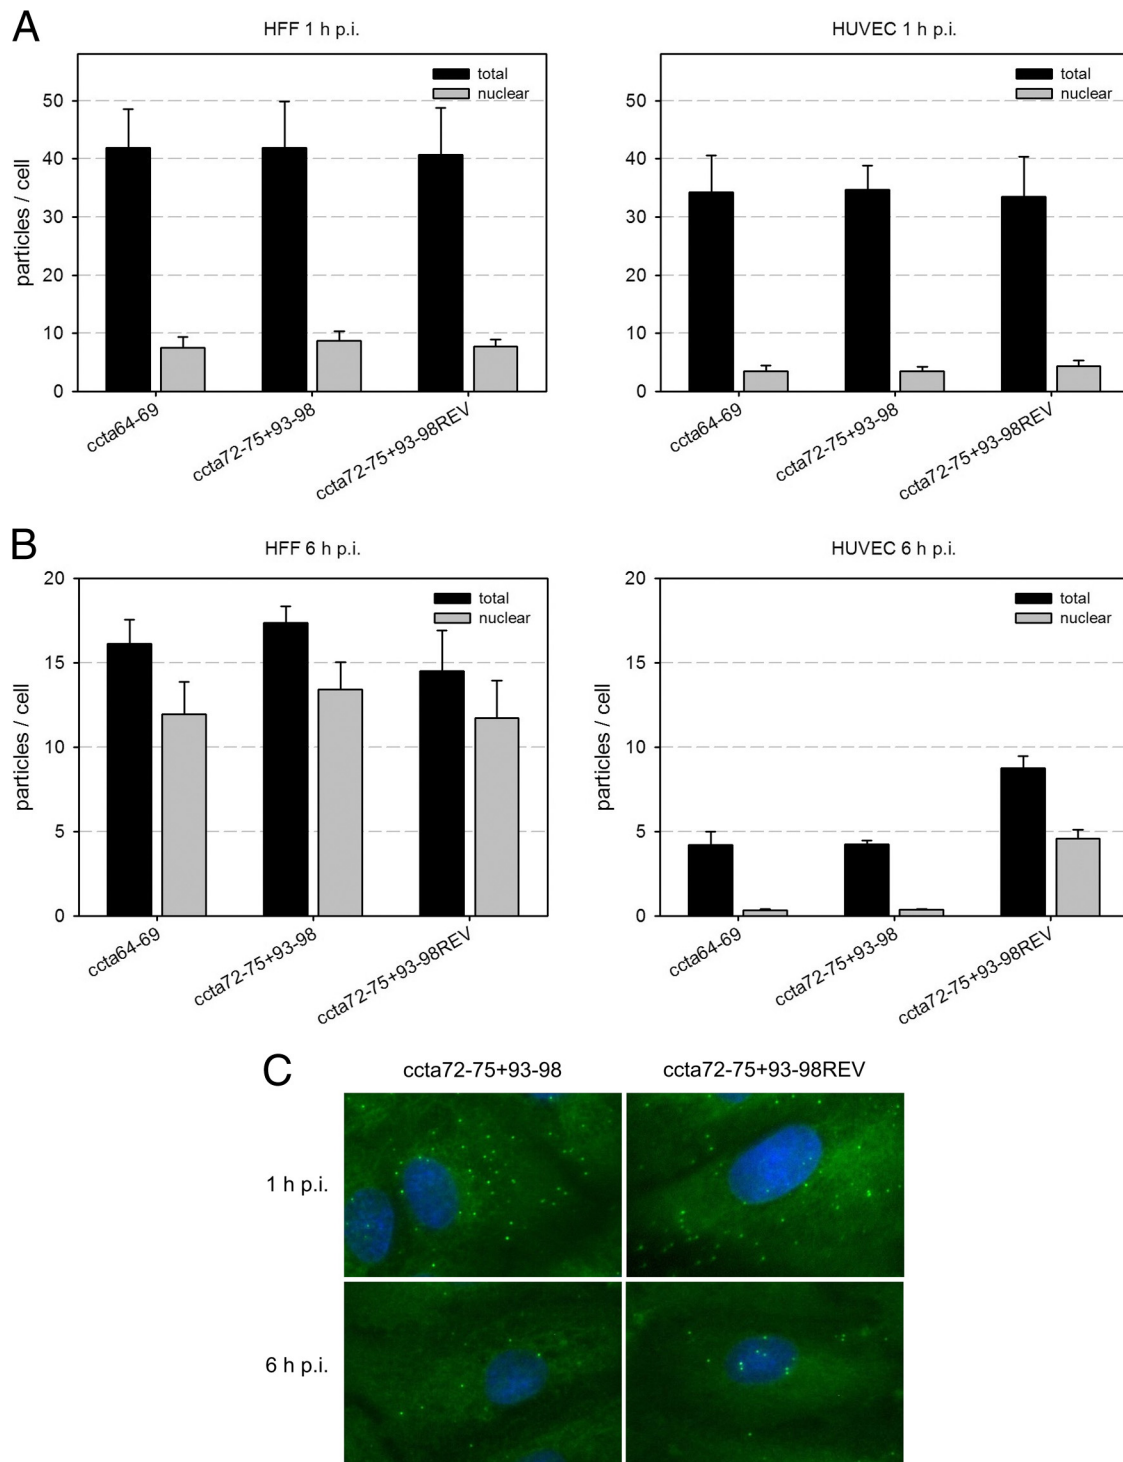 A
HFF 1 h p.i.
total
nuclear
particles / cell
50
40
30
20
10
0
ccta64-69
ccta72-75+93-98
ccta72-75+93-98REV
HUVEC 1 h p.i.
total
nuclear
50
40
30
20
10
0
ccta64-69
ccta72-75+93-98
ccta72-75+93-98REV
B
HFF 6 h p.i.
total
nuclear
particles / cell
20
15
10
5
0
ccta64-69
ccta72-75+93-98
ccta72-75+93-98REV
HUVEC 6 h p.i.
total
nuclear
particles / cell
20
15
10
5
0
ccta64-69
ccta72-75+93-98
ccta72-75+93-98REV
C
ccta72-75+93-98
ccta72-75+93-98REV
1 h p.i.
6 h p.i.